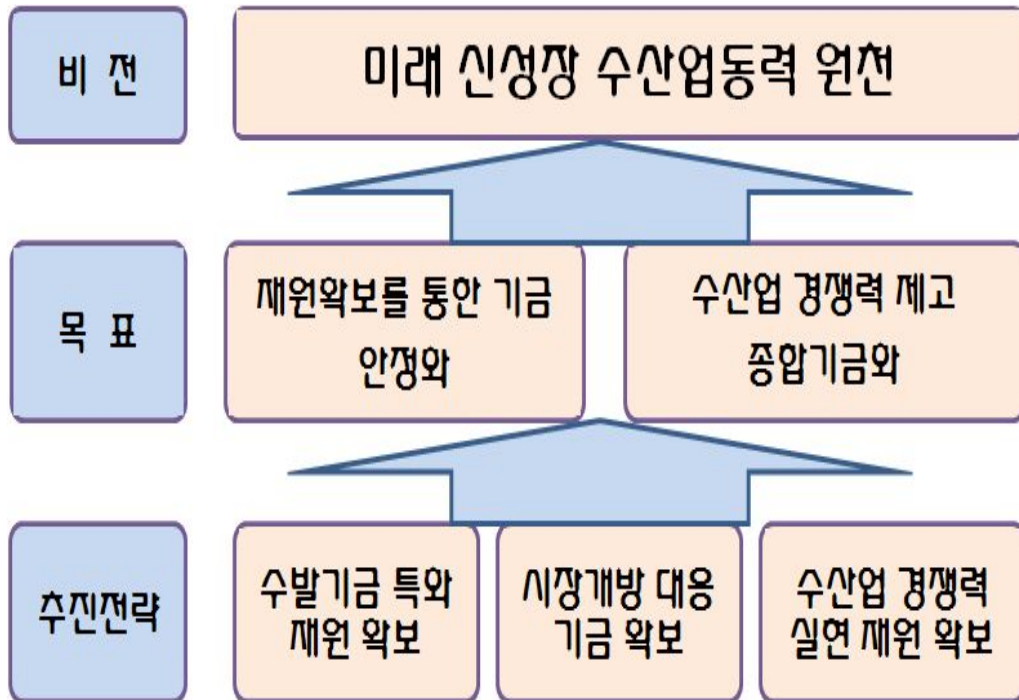 비 전
미래 신성장 수산업동력 원천
목 표
재원확보를 통한 기금
안정화
수산업 경쟁력 제고
종합기금화
추진전략
수발기금 특화
재원 확보
시장개방 대응
기금 확보
수산업 경쟁력
실현 재원 확보